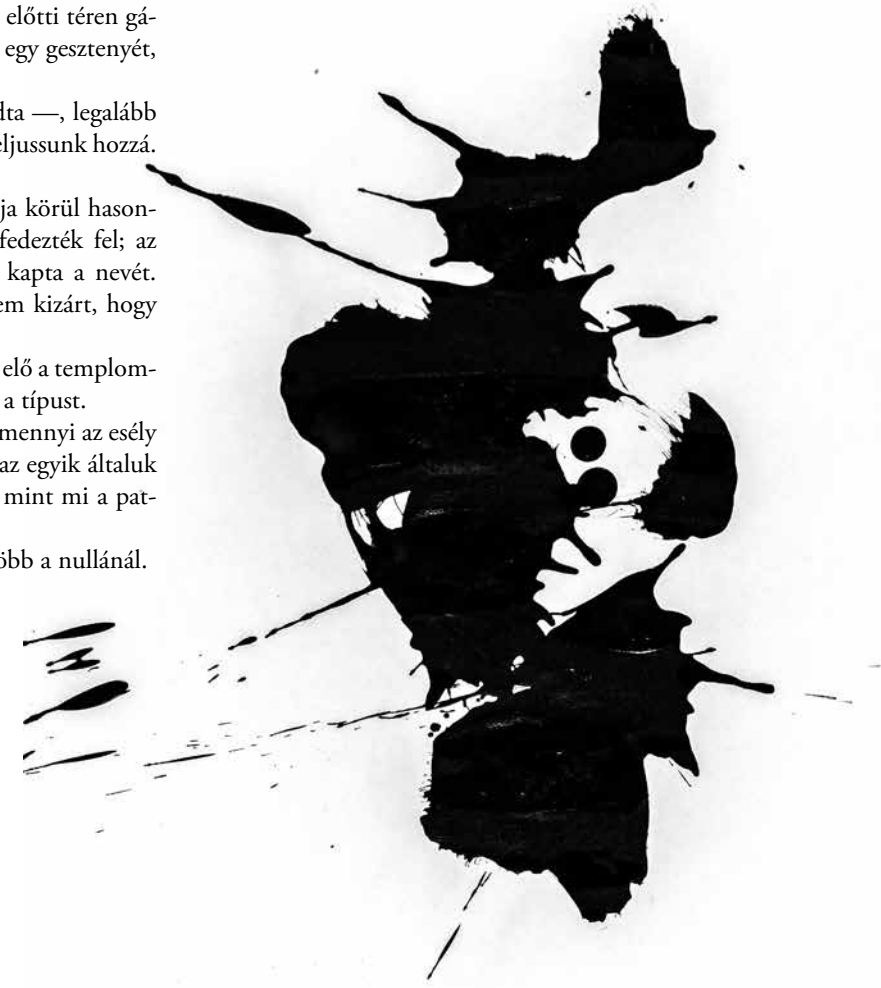 előtti téren gá-
egy gesztenyét,
dta —, legalább
eljussunk hozzá.
ja körül hason-
fedezték fel; az
kapta a nevét.
em kizárt, hogy
elő a templom-
a típust.
mennyi az esély
az egyik általuk
mint mi a pat-
öbb a nullánál.